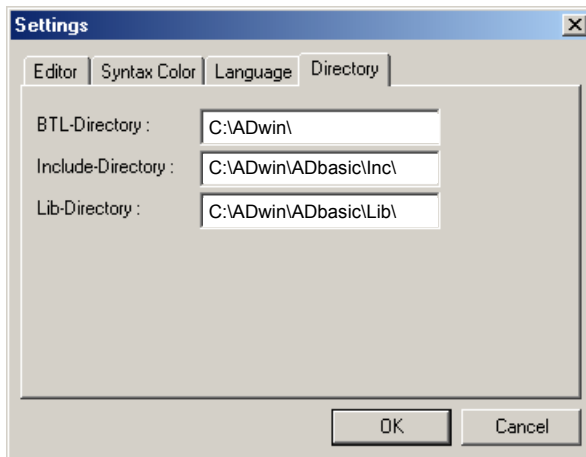 Settings
Editor Syntax Color Language Directory
BTL-Directory : C:\ADwin\
Include-Directory : C:\ADwin\ADbasic\Inc\
Lib-Directory : C:\ADwin\ADbasic\Lib\
OK Cancel